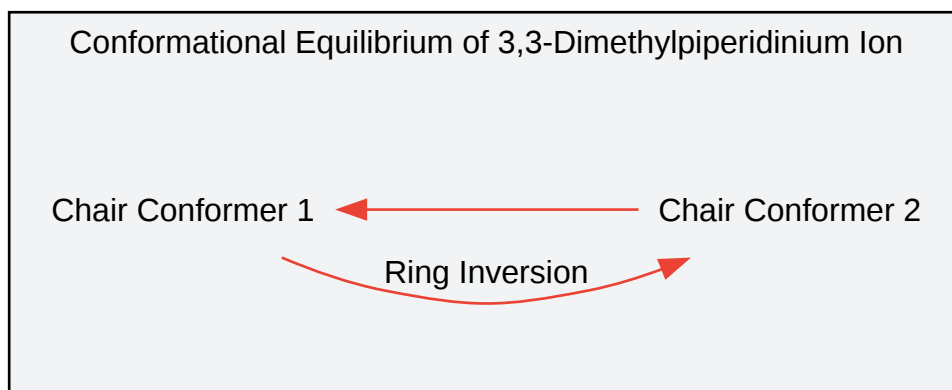 Conformational Equilibrium of 3,3-Dimethylpiperidinium Ion
Chair Conformer 1
Chair Conformer 2
Ring Inversion